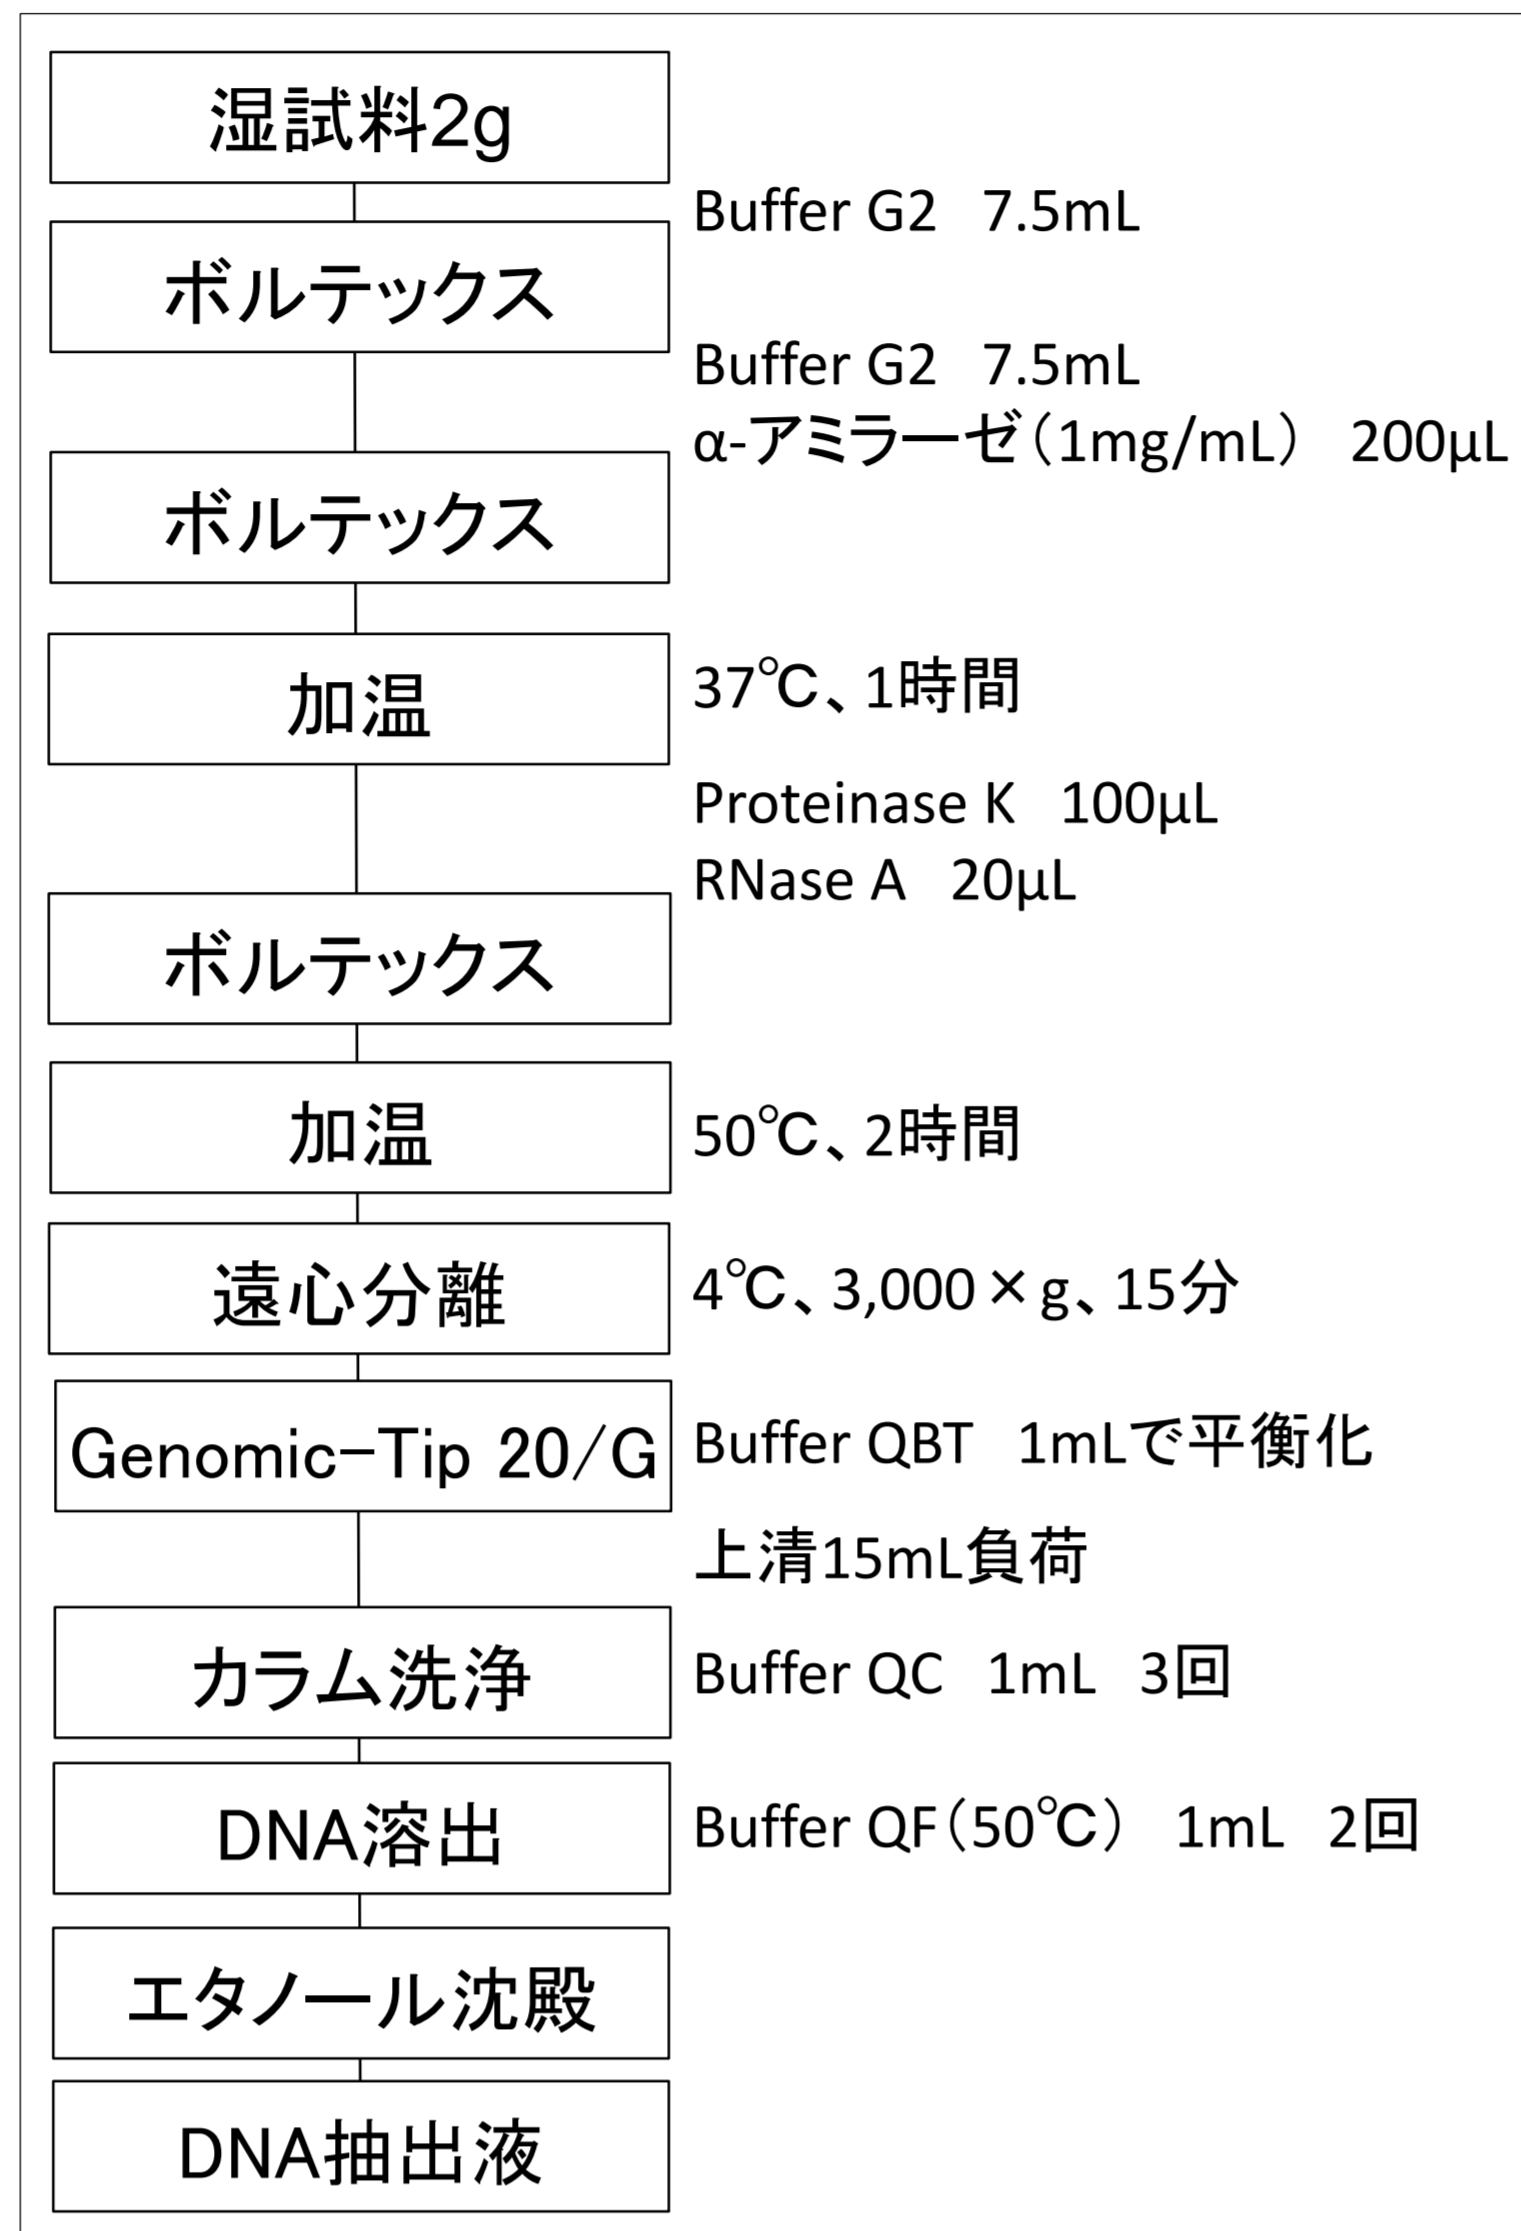 湿試料2g
Buffer G2 7.5mL
ボルテックス
Buffer G2 7.5mL
α-アミラーゼ（1mg/mL） 200μL
ボルテックス
加温
37℃、1時間
Proteinase K 100μL
RNase A 20μL
ボルテックス
加温
50℃、2時間
遠心分離
4℃、3,000×g、15分
Genomic-Tip 20/G
Buffer QBT 1mLで平衡化
上清15mL負荷
カラム洗浄
Buffer QC 1mL 3回
DNA溶出
Buffer QF（50℃） 1mL 2回
エタノール沈殿
DNA抽出液